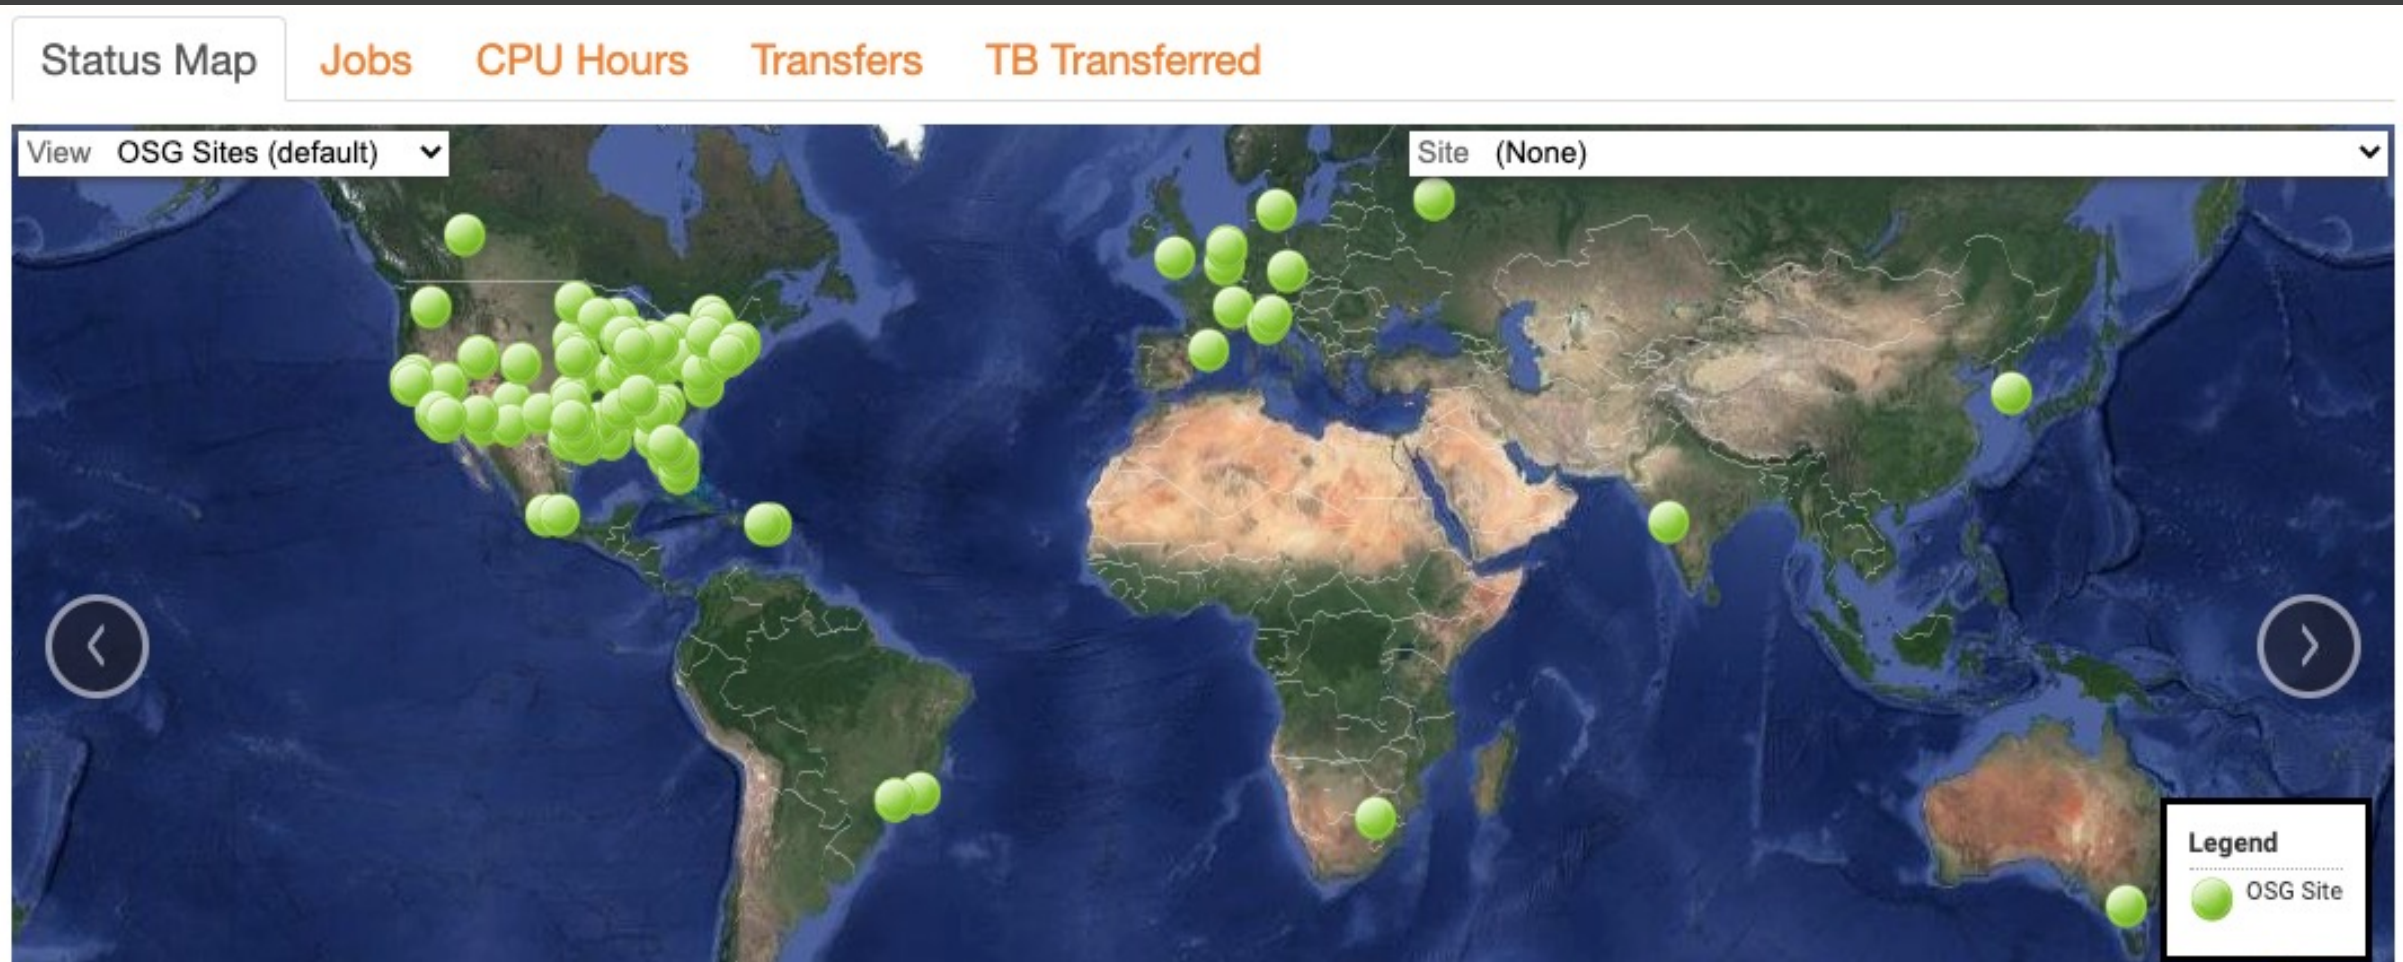 Status Map Jobs CPU Hours Transfers TB Transferred
View OSG Sites (default) Site (None)
Legend
OSG Site